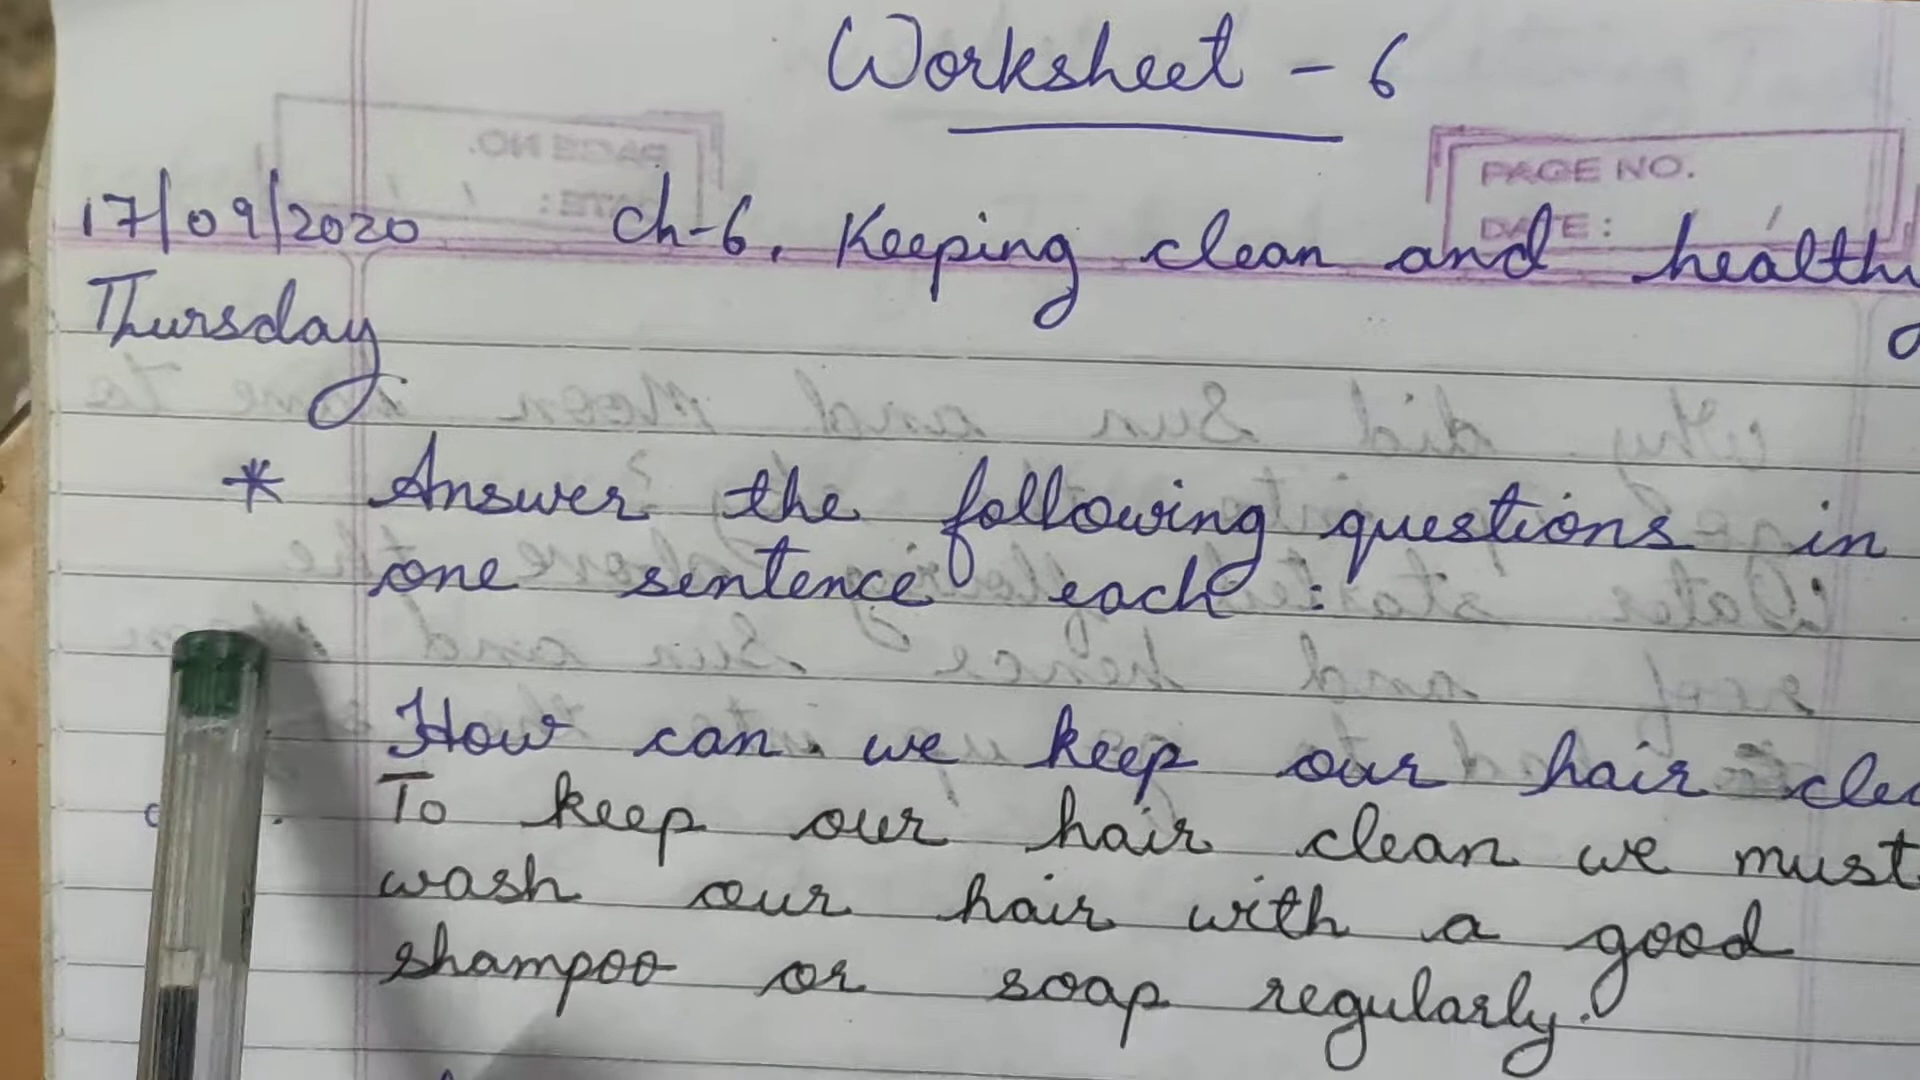 Worksheet - 6
PAGE NO.
DATE:
17/09/2020 Ch-6. Keeping clean and healthy
Thursday
* Answer the following questions in
one sentence each:
How can we keep our hair
To keep our hair clean we must
wash our hair with a good
shampoo or soap regularly.